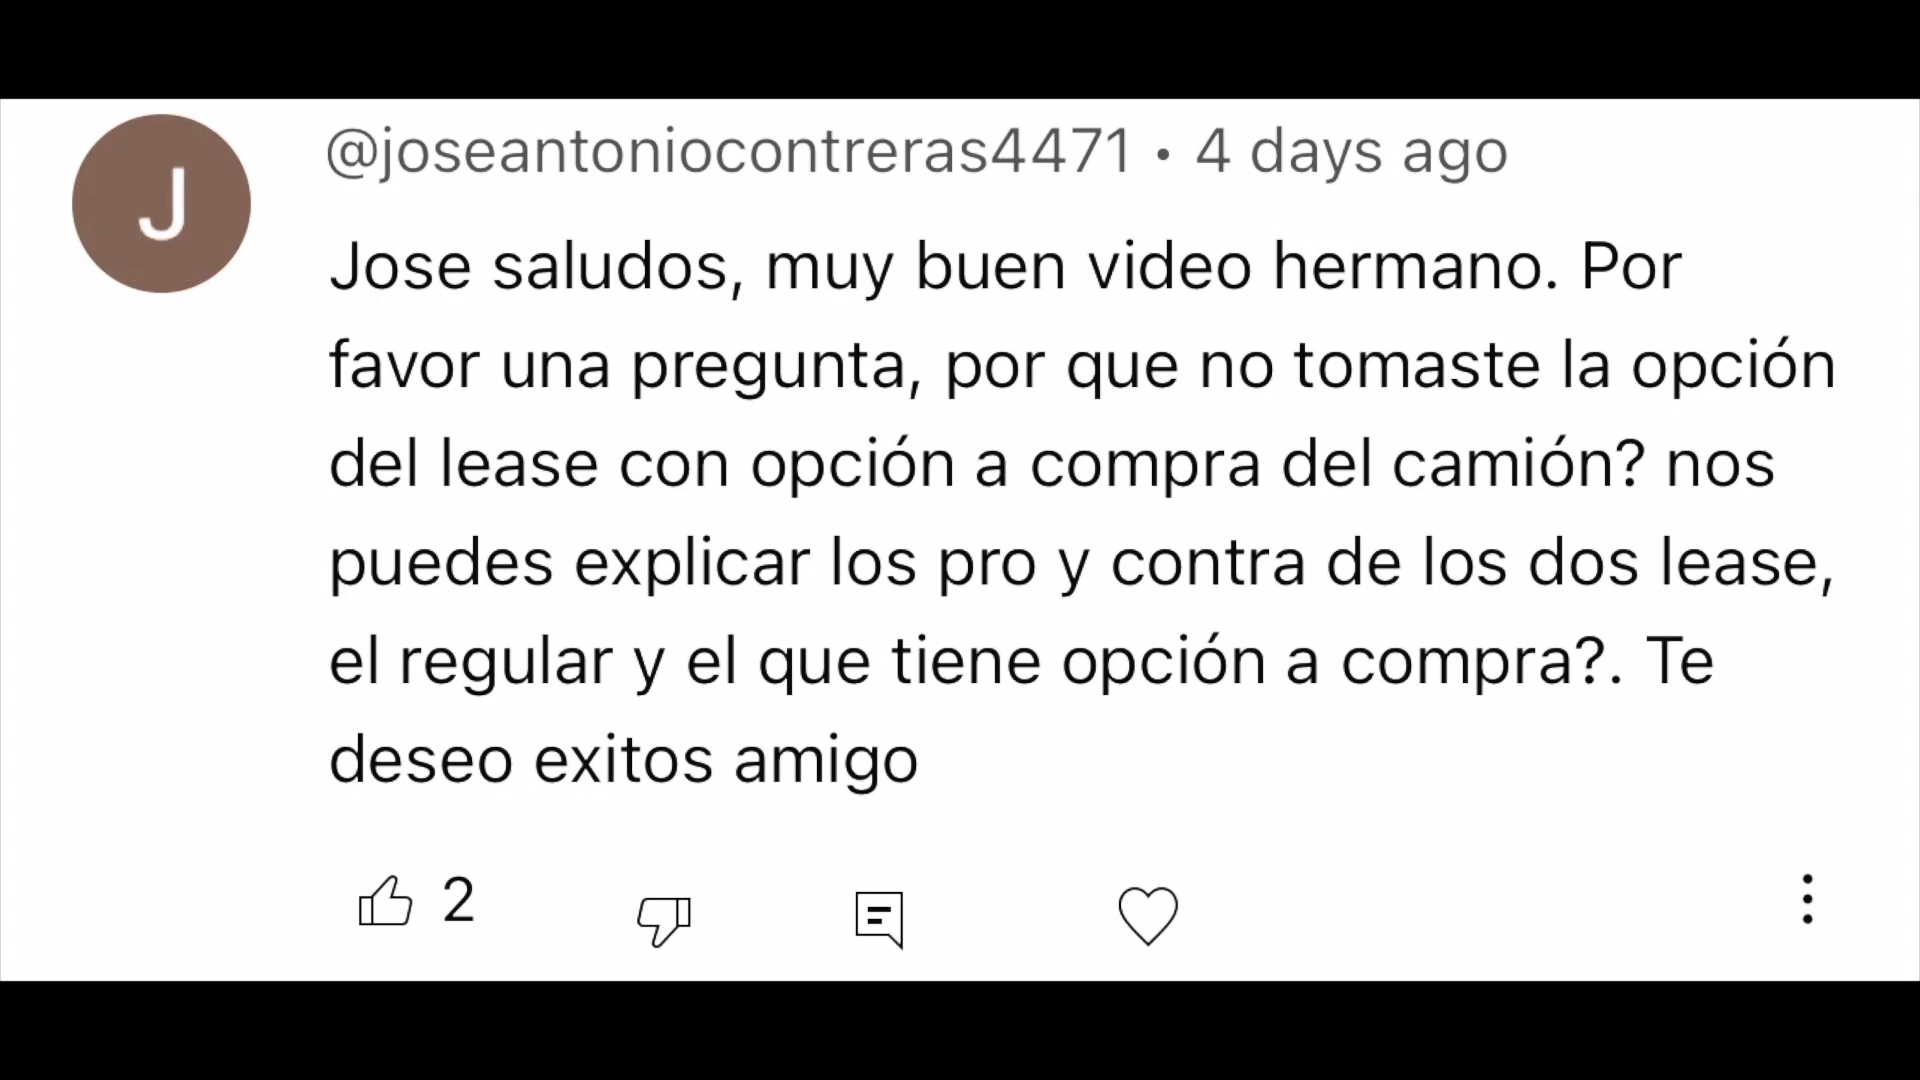 J
@joseantoniocontreras4471 • 4 days ago
Jose saludos, muy buen video hermano. Por
favor una pregunta, por que no tomaste la opción
del lease con opción a compra del camión? nos
puedes explicar los pro y contra de los dos lease,
el regular y el que tiene opción a compra?. Te
deseo exitos amigo
2